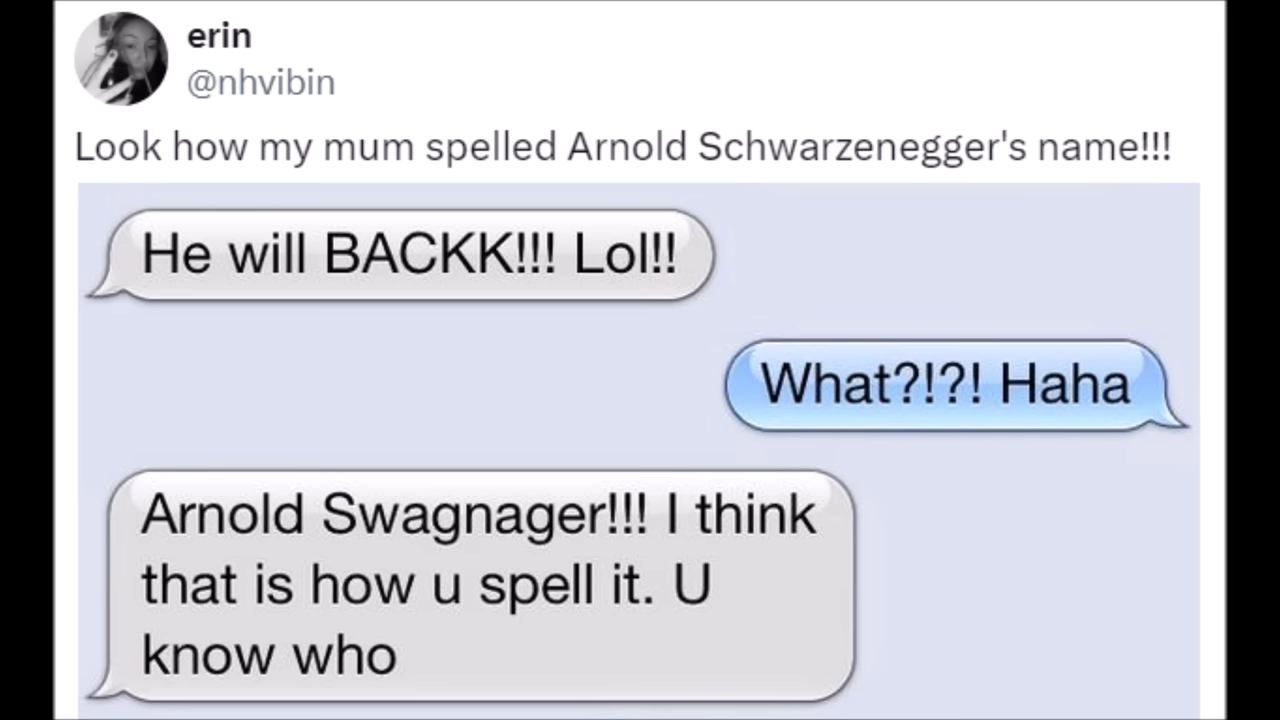 erin
@nhvibin
Look how my mum spelled Arnold Schwarzenegger's name!!!
He will BACKK!!! Lol!!
What?!?! Haha
Arnold Swagnager!!! I think
that is how u spell it. U
know who